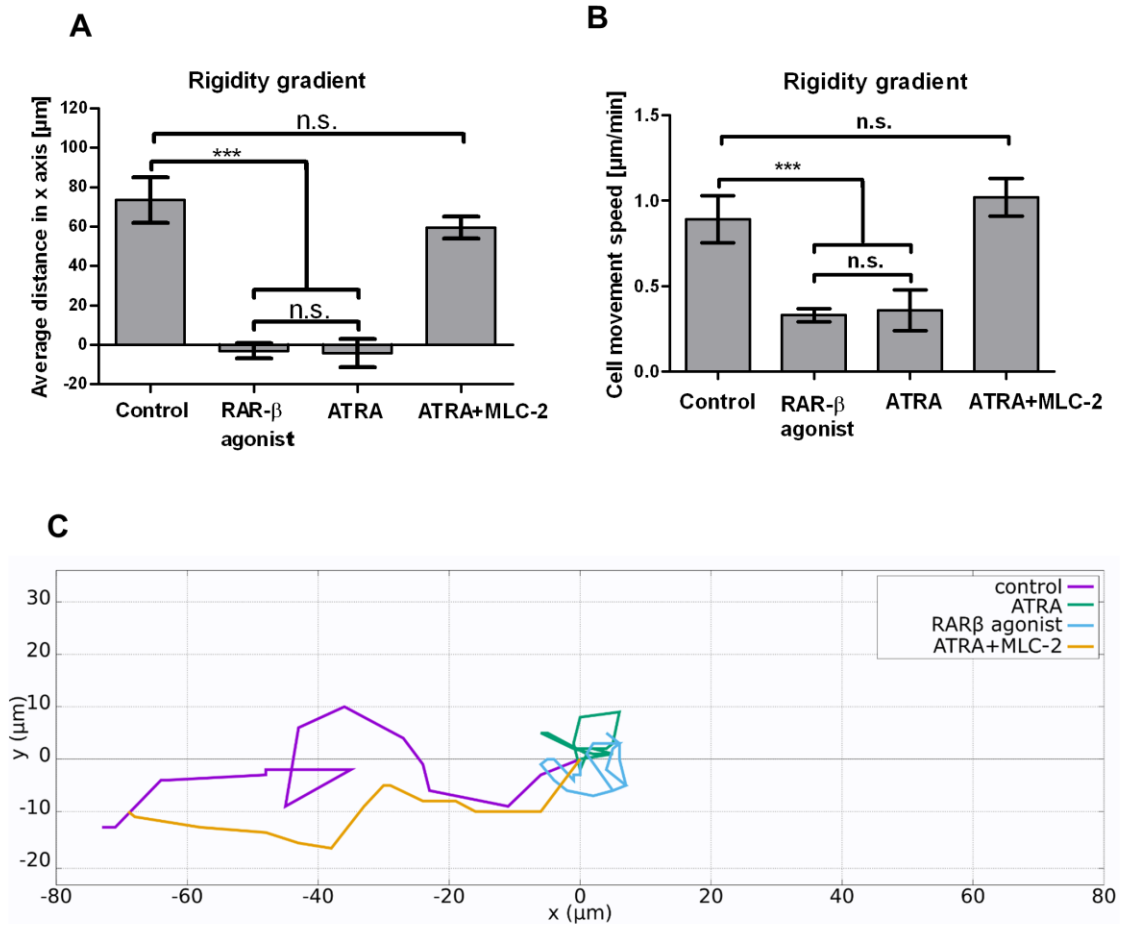 A
Rigidity gradient
Average distance in x axis [µm]
120
100
80
60
40
20
0
-20
n.s.
***
n.s.
Control
RAR-β
agonist
ATRA
ATRA+MLC-2
B
Rigidity gradient
Cell movement speed [µm/min]
1.5
1.0
0.5
0.0
n.s.
***
n.s.
Control
RAR-β
agonist
ATRA
ATRA+MLC-2
C
y (µm)
30
20
10
0
-10
-20
control
ATRA
RARβ agonist
ATRA+MLC-2
-80
-60
-40
-20
0
20
40
60
80
x (µm)